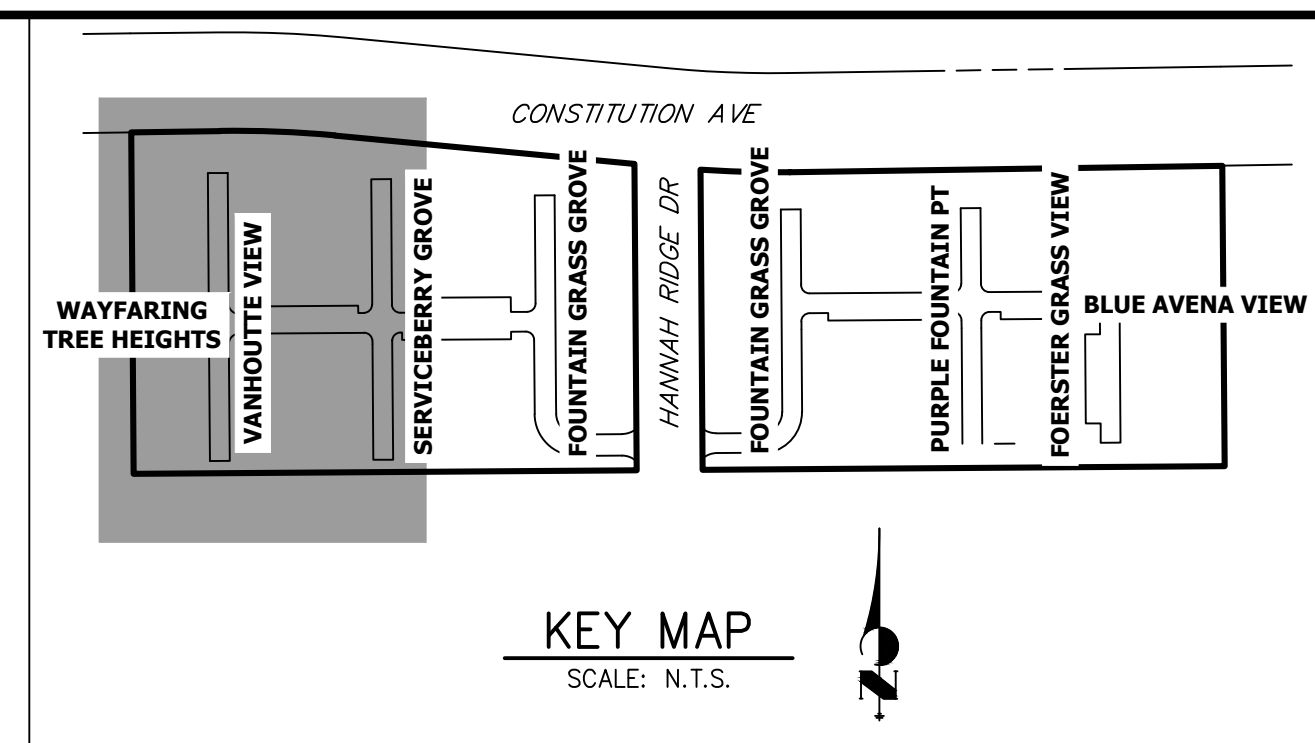 CONSTITUTION AVE
WAYFARING
TREE HEIGHTS
VANHOUTTE VIEW
SERVICEBERRY GROVE
FOUNTAIN GRASS GROVE
HANNAH RIDGE DR
FOUNTAIN GRASS GROVE
PURPLE FOUNTAIN PT
FOERSTER GRASS VIEW
BLUE AVENA VIEW
KEY MAP
SCALE: N.T.S.
N